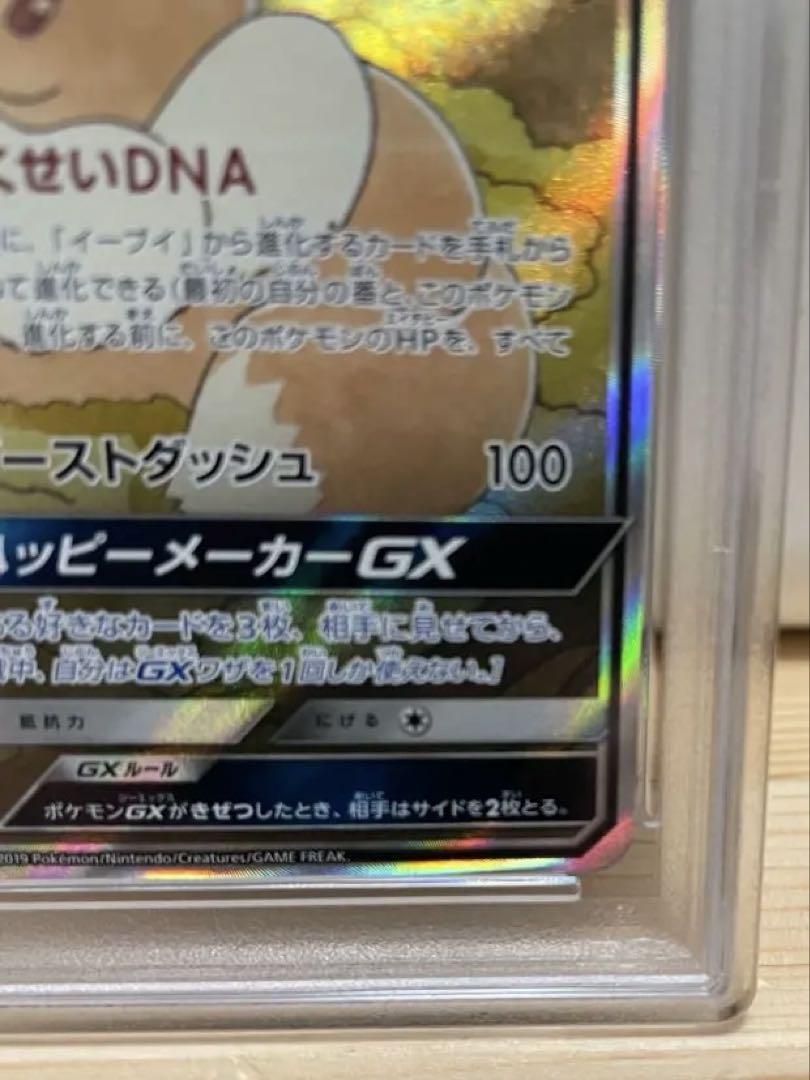 くせいDNA
に、「イーブイ」から進化するカードを手札から
て進化できる(最初の自分の番と、このポケモン
進化する前に、このポケモンのHPを、すべて
ーストダッシュ 100
ハッピーメーカーGX
る好きなカードを3枚、相手に見せてから、
中、自分はGXワザを1回しか使えない。]
抵抗力 にげる
GXルール
ポケモンGXがきぜつしたとき、相手はサイドを2枚とる。
2019 Pokémon/Nintendo/Creatures/GAME FREAK.